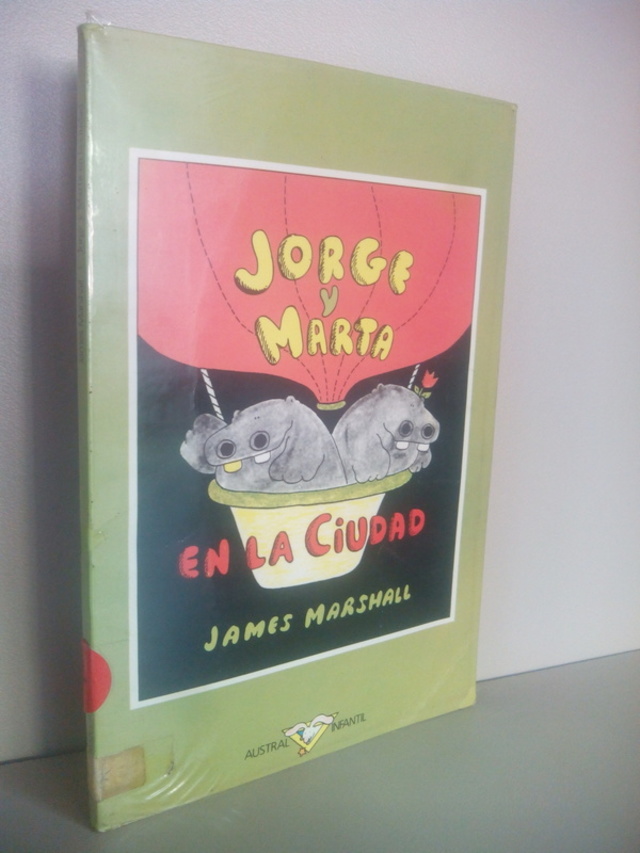 JORGE
y
MARTA
EN LA CiUDAD
JAMES MARSHALL
AUSTRAL INFANTIL